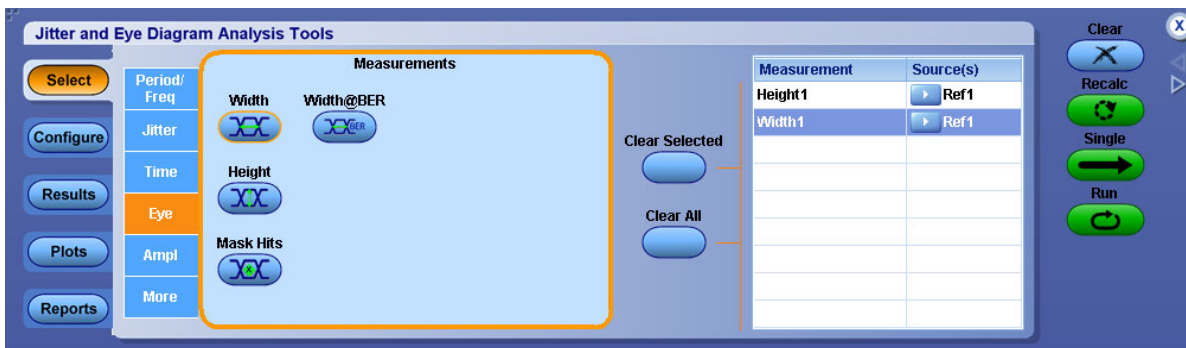 Jitter and Eye Diagram Analysis Tools
Select
Configure
Results
Plots
Reports
Period/
Freq
Jitter
Time
Eye
Ampl
More
Measurements
Width
Width@BER
BER
Height
Mask Hits
Clear Selected
Clear All
Measurement Source(s)
Height1 Ref1
Width1 Ref1
Clear
X
Recalc
Single
Run